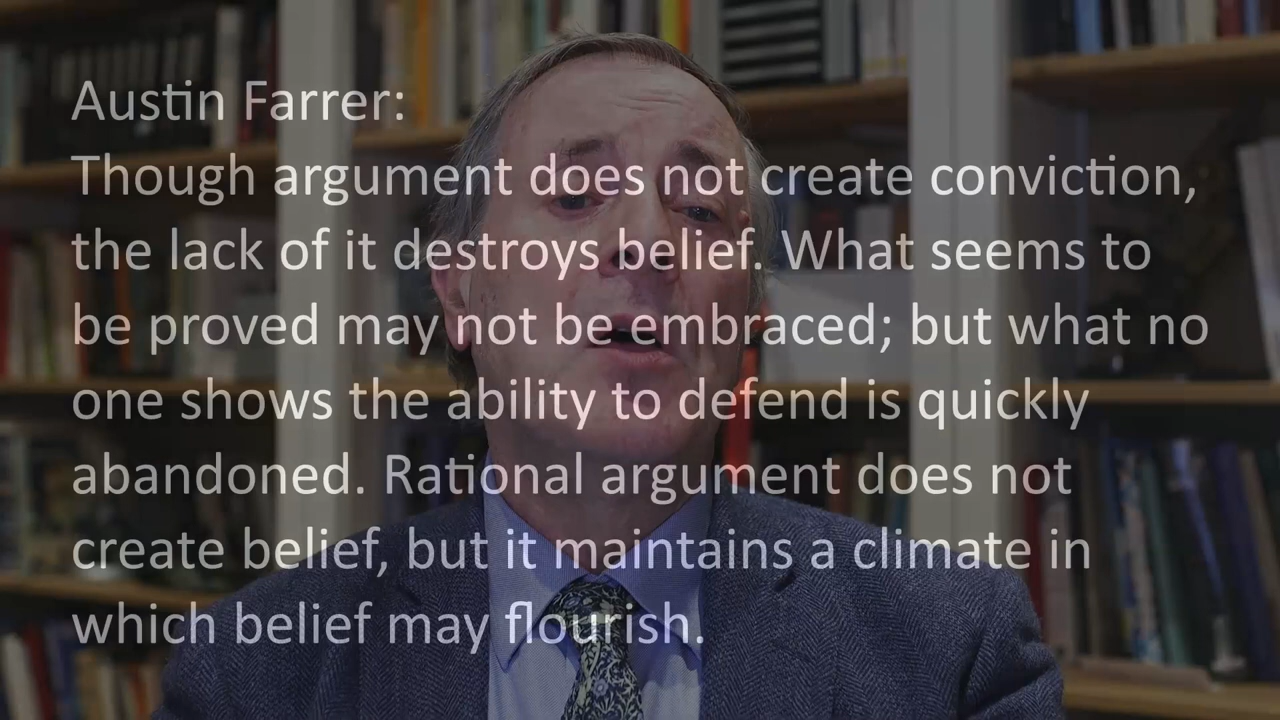 Austin Farrer:
Though argument does not create conviction,
the lack of it destroys belief. What seems to
be proved may not be embraced; but what no
one shows the ability to defend is quickly
abandoned. Rational argument does not
create belief, but it maintains a climate in
which belief may flourish.